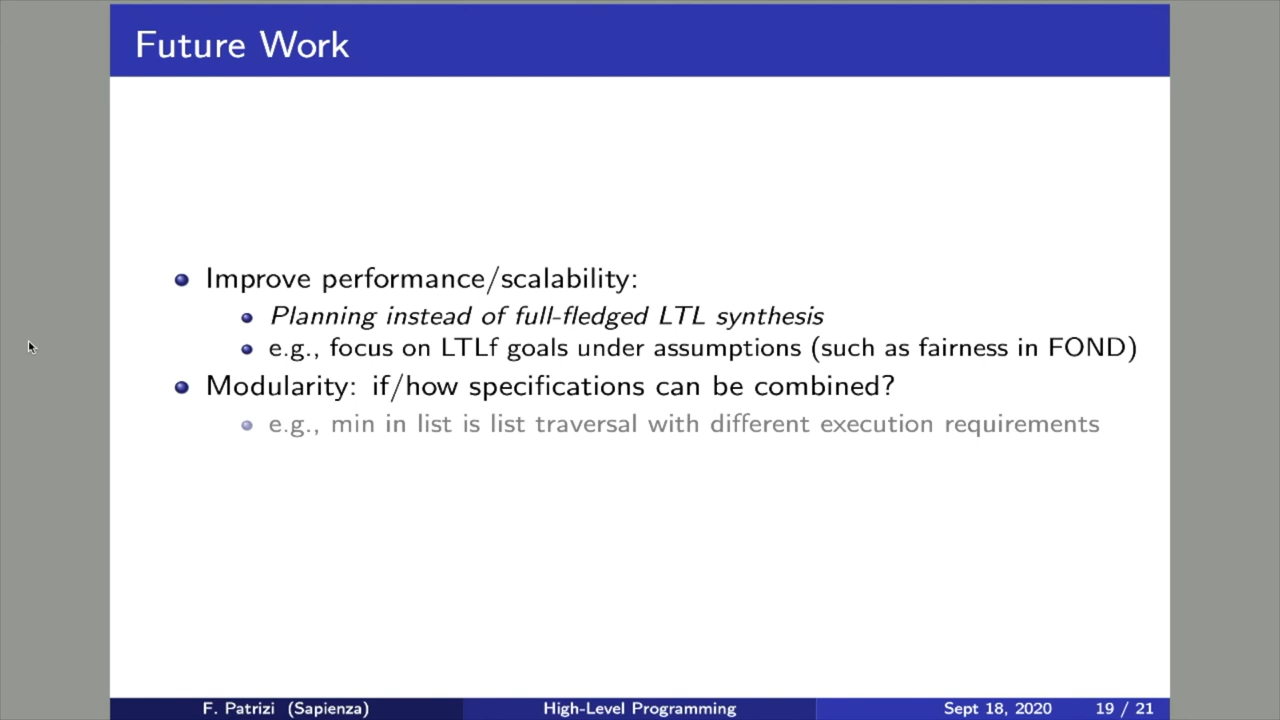 Future Work
Improve performance/scalability:
Planning instead of full-fledged LTL synthesis
e.g., focus on LTLf goals under assumptions (such as fairness in FOND)
Modularity: if/how specifications can be combined?
e.g., min in list is list traversal with different execution requirements
F. Patrizi (Sapienza) High-Level Programming Sept 18, 2020 19 / 21